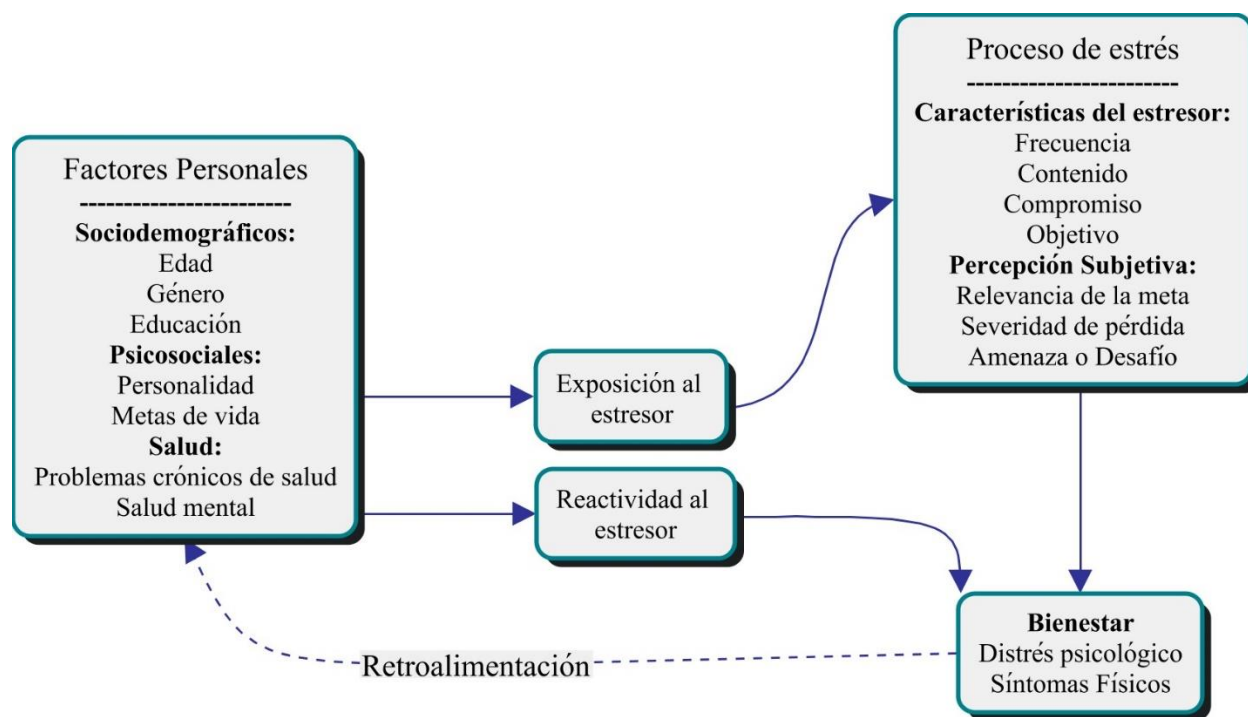 Factores Personales
------------------------
Sociodemográficos:
Edad
Género
Educación
Psicosociales:
Personalidad
Metas de vida
Salud:
Problemas crónicos de salud
Salud mental
Exposición al
estresor
Reactividad al
estresor
Proceso de estrés
------------------------
Características del estresor:
Frecuencia
Contenido
Compromiso
Objetivo
Percepción Subjetiva:
Relevancia de la meta
Severidad de pérdida
Amenaza o Desafío
Bienestar
Distrés psicológico
Síntomas Físicos
Retroalimentación